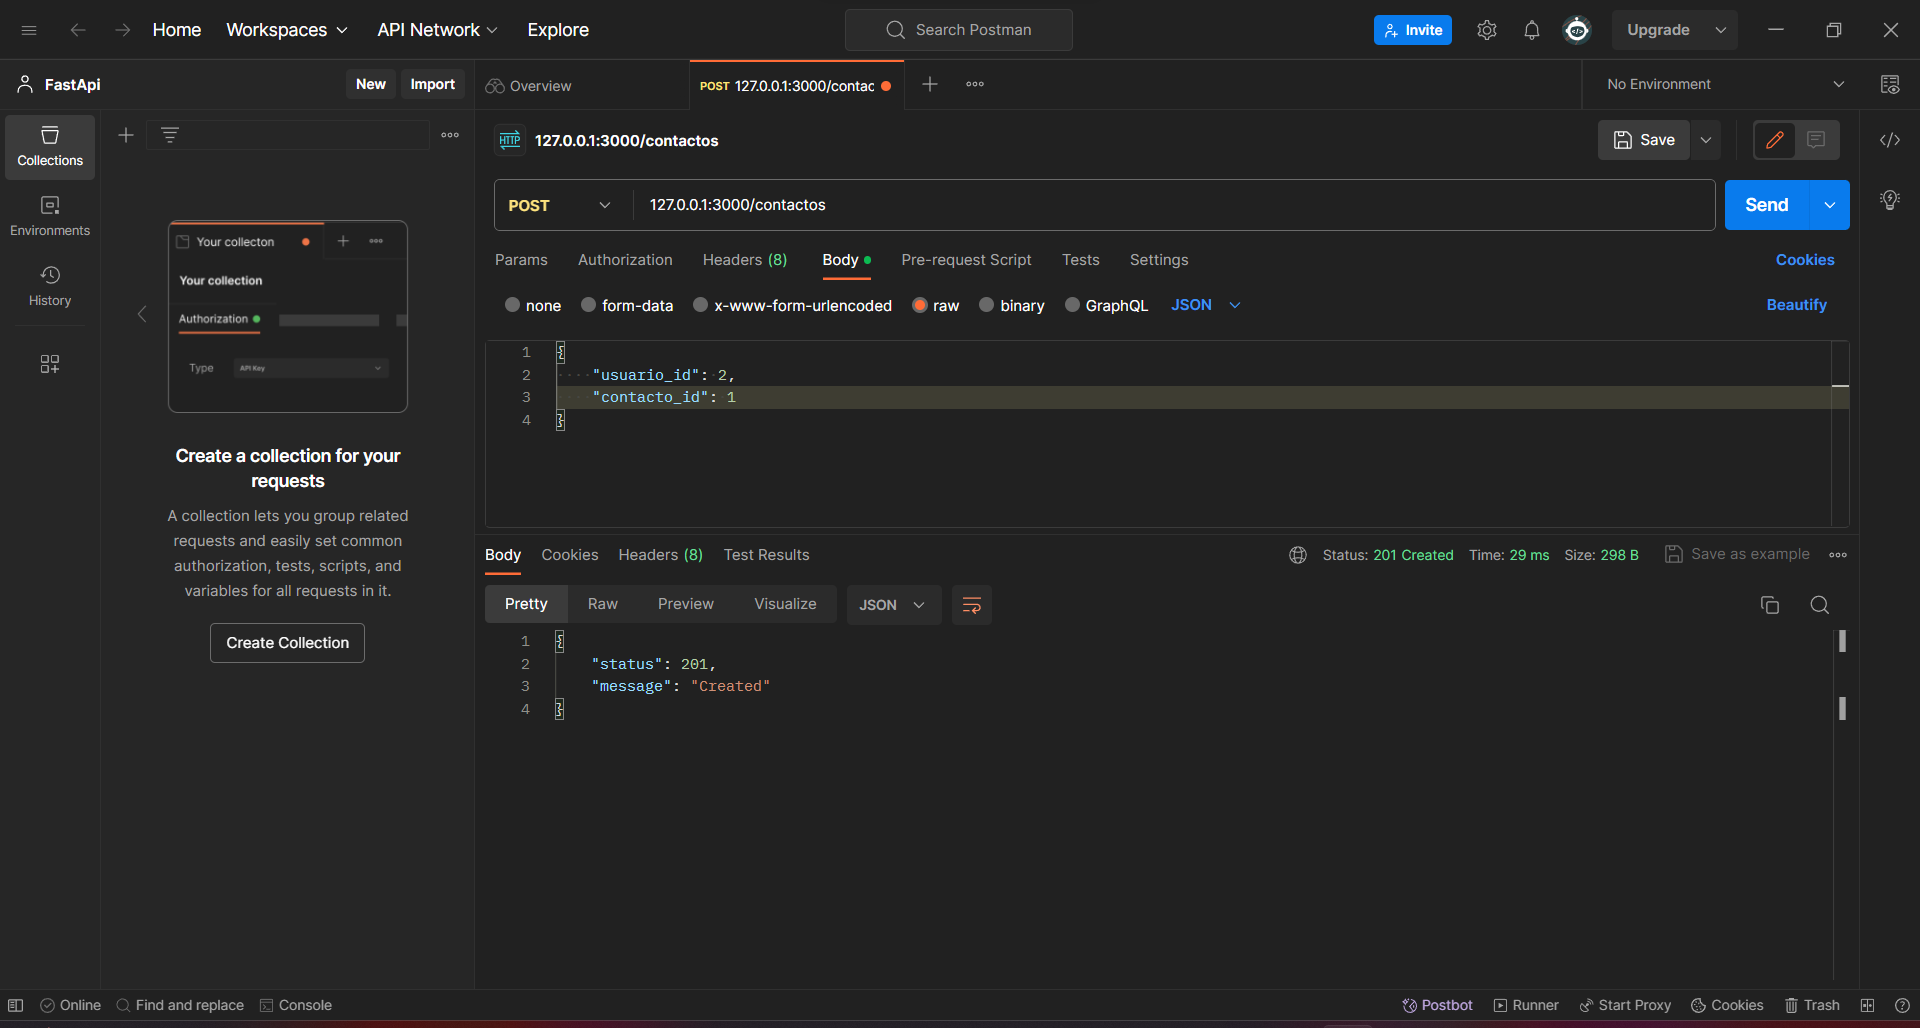 Home Workspaces API Network Explore Search Postman Invite Upgrade
FastApi New Import Overview POST 127.0.0.1:3000/contac No Environment
Collections
Environments
History
Your collecton
Your collection
Authorization
Type API Key
Create a collection for your
requests
A collection lets you group related
requests and easily set common
authorization, tests, scripts, and
variables for all requests in it.
Create Collection
HTTP 127.0.0.1:3000/contactos Save
POST 127.0.0.1:3000/contactos Send
Params Authorization Headers (8) Body Pre-request Script Tests Settings Cookies
none form-data x-www-form-urlencoded raw binary GraphQL JSON Beautify
1 {
2 "usuario_id": 2,
3 "contacto_id": 1
4 }
Body Cookies Headers (8) Test Results Status: 201 Created Time: 29 ms Size: 298 B Save as example
Pretty Raw Preview Visualize JSON
1 {
2 "status": 201,
3 "message": "Created"
4 }
Online Find and replace Console Postbot Runner Start Proxy Cookies Trash